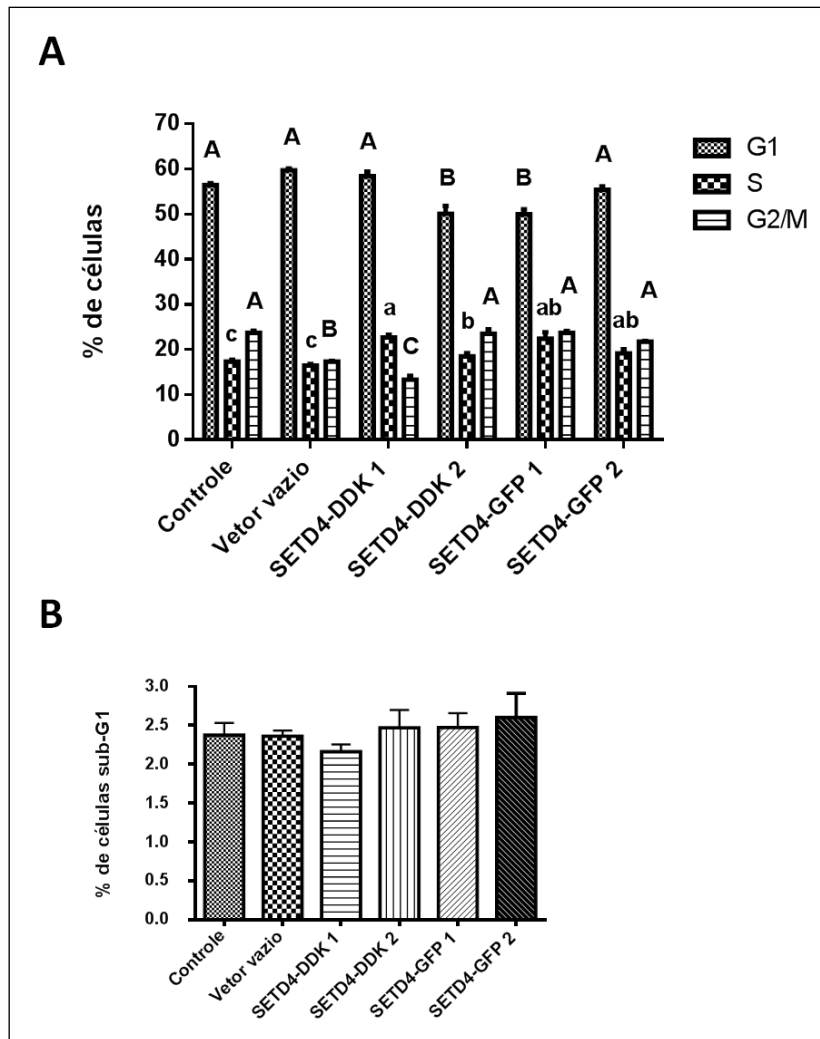 A
70
60
50
40
30
20
10
0
% de células
A
c
A
A
c
B
A
a
C
B
b
A
B
ab
A
A
ab
A
G1
S
G2/M
Controle
Vetor vazio
SETD4-DDK 1
SETD4-DDK 2
SETD4-GFP 1
SETD4-GFP 2
B
3.0
2.5
2.0
1.5
1.0
0.5
0.0
% de células sub-G1
Controle
Vetor vazio
SETD4-DDK 1
SETD4-DDK 2
SETD4-GFP 1
SETD4-GFP 2